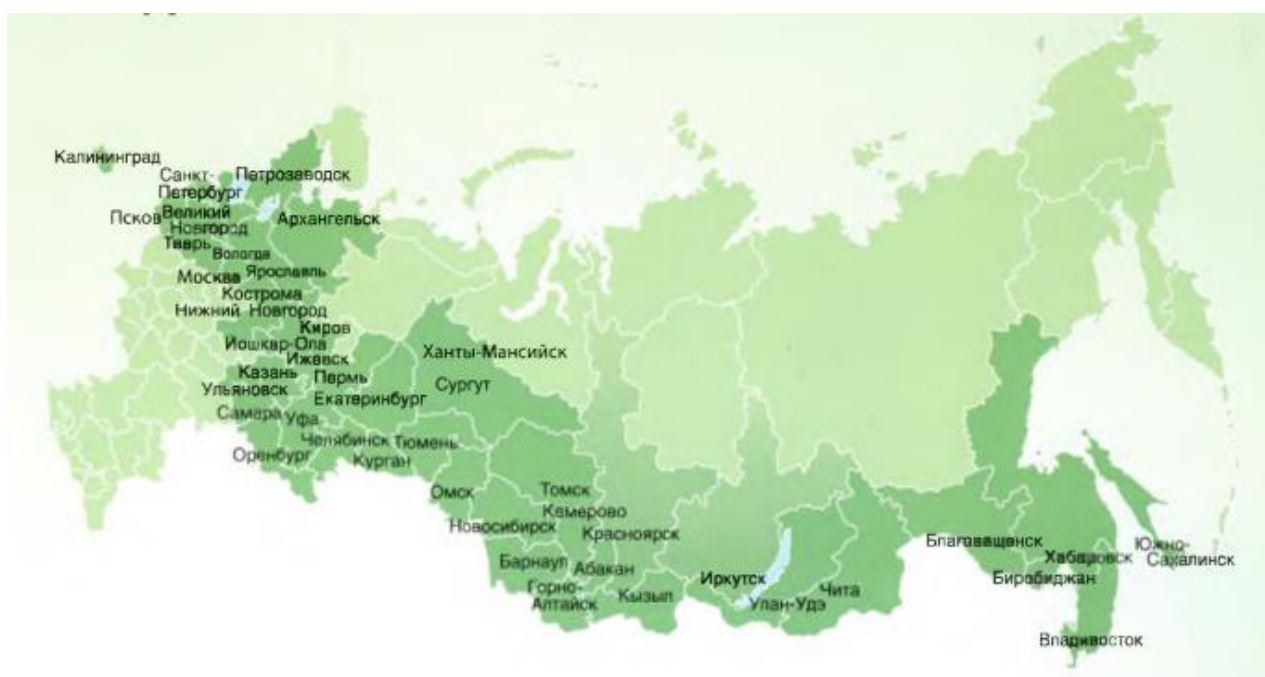 Калининград
Санкт-
Петербург
Петрозаводск
Псков
Великий
Новгород
Архангельск
Тверь
Вологда
Москва
Ярославль
Кострома
Нижний Новгород
Киров
Йошкар-Ола
Ижевск
Ханты-Мансийск
Казань
Пермь
Сургут
Ульяновск
Екатеринбург
Самара
Уфа
Челябинск
Тюмень
Оренбург
Курган
Омск
Томск
Кемерово
Новосибирск
Красноярск
Барнаул
Абакан
Горно-
Алтайск
Кызыл
Иркутск
Улан-Удэ
Чита
Благовещенск
Хабаровск
Биробиджан
Южно-
Сахалинск
Владивосток